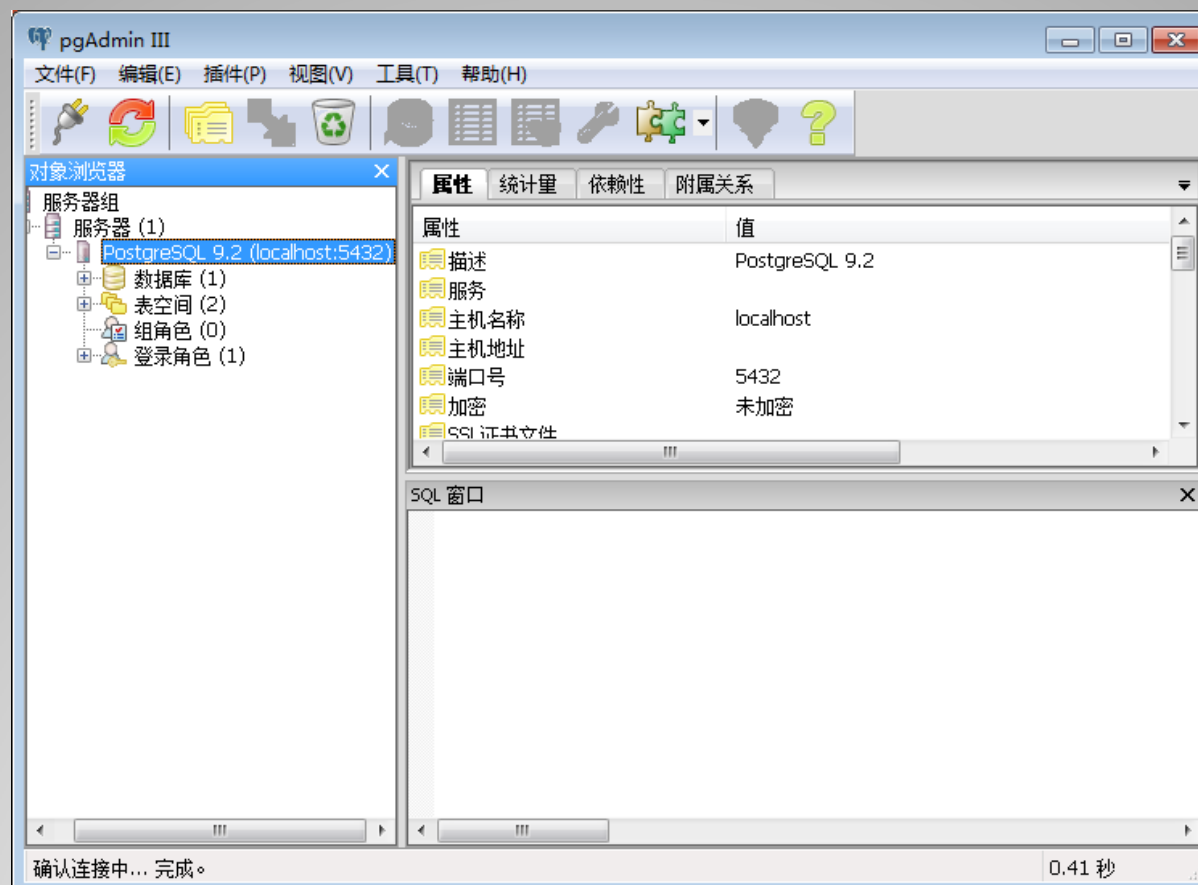 pgAdmin III
文件(F) 编辑(E) 插件(P) 视图(V) 工具(T) 帮助(H)
对象浏览器
服务器组
服务器 (1)
PostgreSQL 9.2 (localhost:5432)
数据库 (1)
表空间 (2)
组角色 (0)
登录角色 (1)
属性 统计量 依赖性 附属关系
属性 值
描述 PostgreSQL 9.2
服务
主机名称 localhost
主机地址
端口号 5432
加密 未加密
SSL 证书文件
SQL 窗口
确认连接中... 完成。 0.41 秒